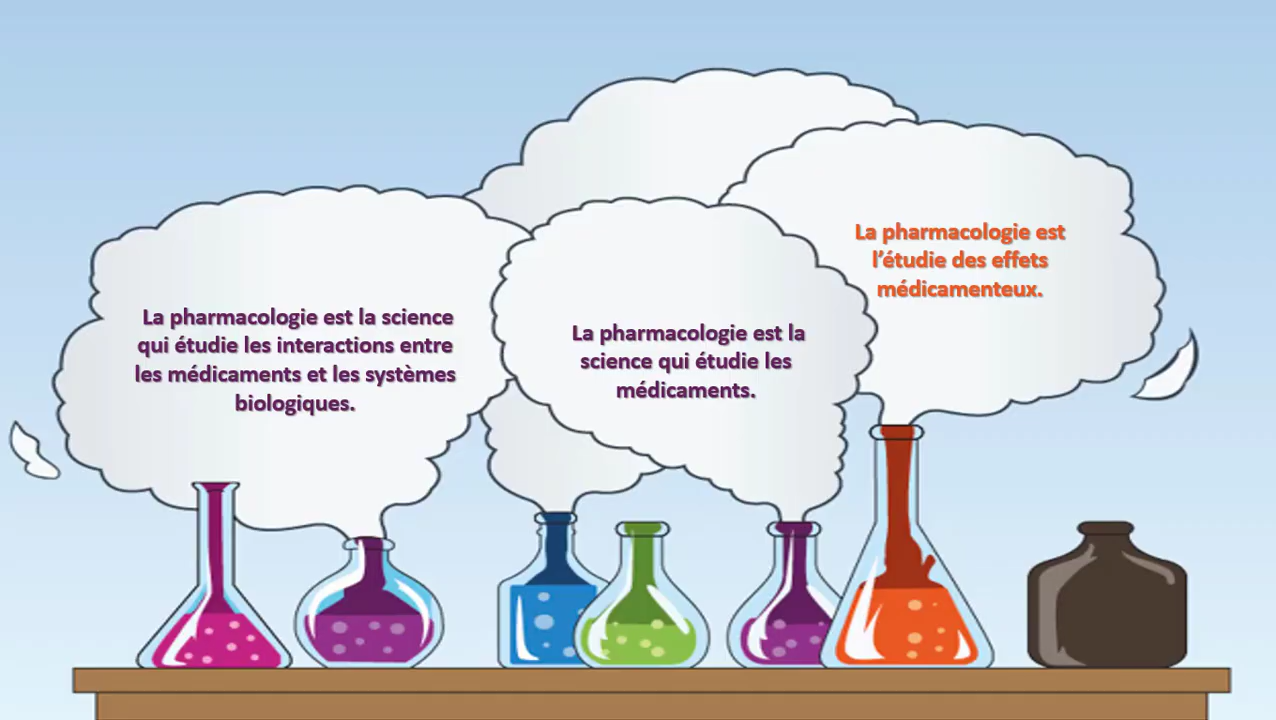 La pharmacologie est la science
qui étudie les interactions entre
les médicaments et les systèmes
biologiques.
La pharmacologie est la
science qui étudie les
médicaments.
La pharmacologie est
l’étudie des effets
médicamenteux.